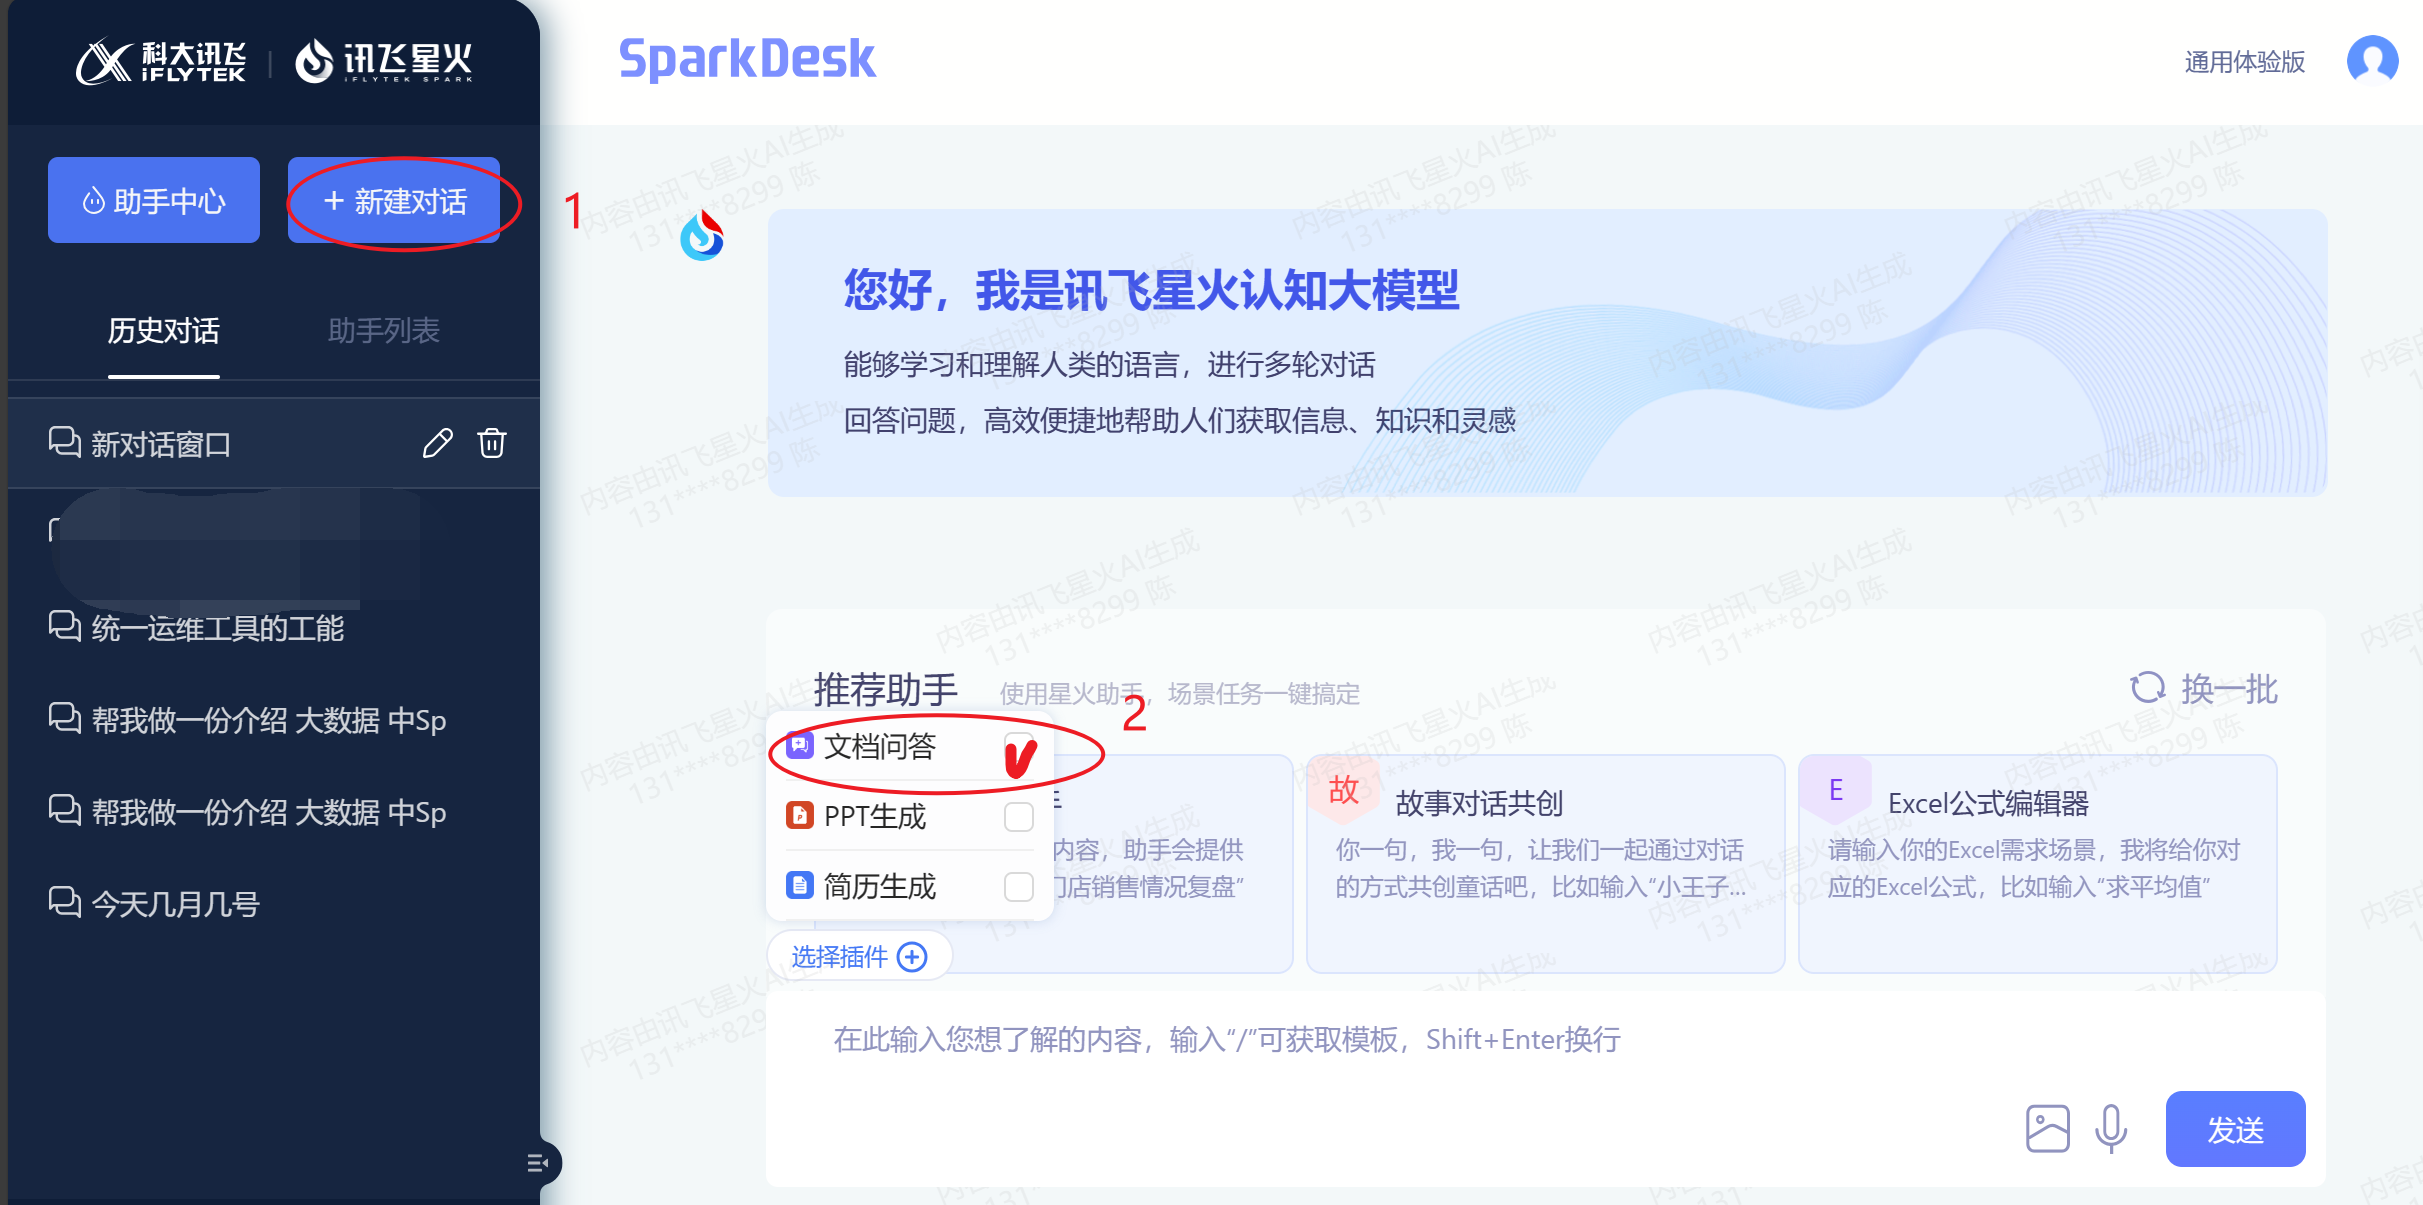 科大讯飞
iFLYTEK
讯飞星火
IFLYTEK SPARK
SparkDesk
通用体验版
助手中心
+ 新建对话
1
历史对话
助手列表
新对话窗口
统一运维工具的工能
帮我做一份介绍 大数据 中Sp
帮我做一份介绍 大数据 中Sp
今天几月几号
您好，我是讯飞星火认知大模型
能够学习和理解人类的语言，进行多轮对话
回答问题，高效便捷地帮助人们获取信息、知识和灵感
推荐助手
使用星火助手，场景任务一键搞定
换一批
2
文档问答
PPT生成
简历生成
内容，助手会提供
门店销售情况复盘”
故
故事对话共创
你一句，我一句，让我们一起通过对话
的方式共创童话吧，比如输入“小王子...
E
Excel公式编辑器
请输入你的Excel需求场景，我将给你对
应的Excel公式，比如输入“求平均值”
选择插件
在此输入您想了解的内容，输入“/”可获取模板，Shift+Enter换行
发送
内容由讯飞星火AI生成
131****8299 陈